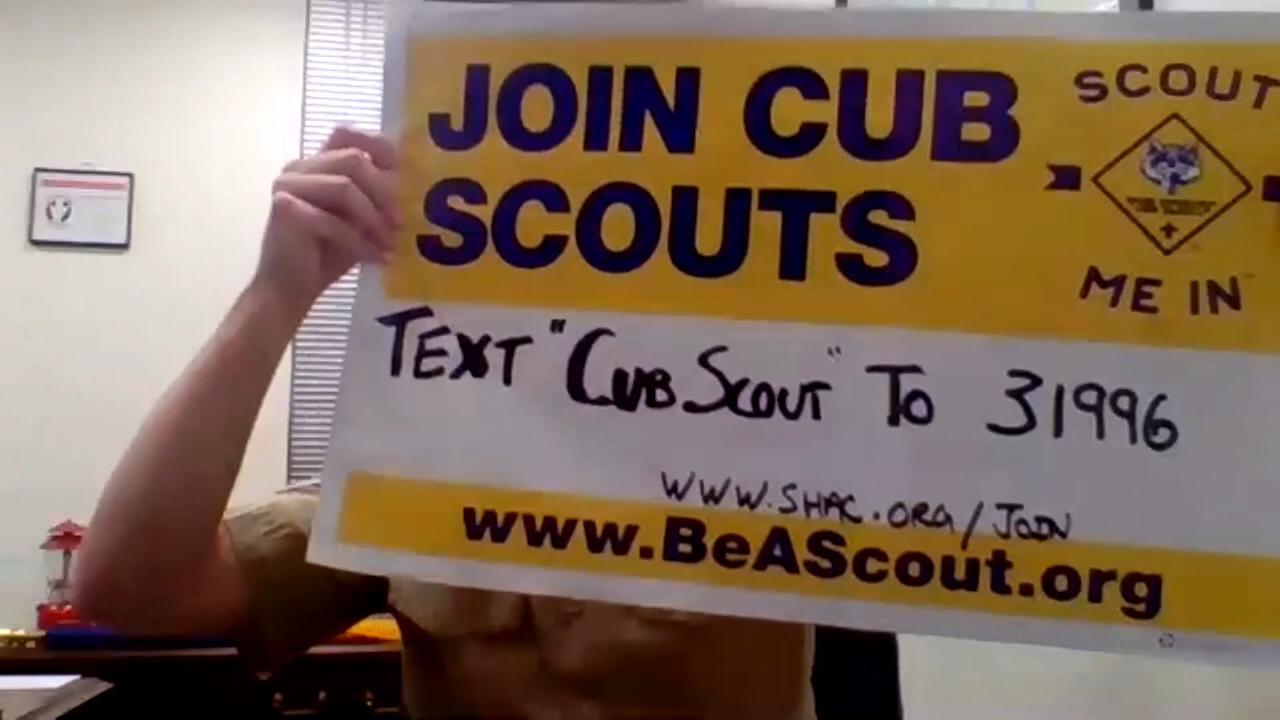 JOIN CUB
SCOUTS
SCOUT
ME IN
TEXT "CUB SCOUT" TO 31996
WWW.SHAC.ORG/JOIN
www.BeAScout.org